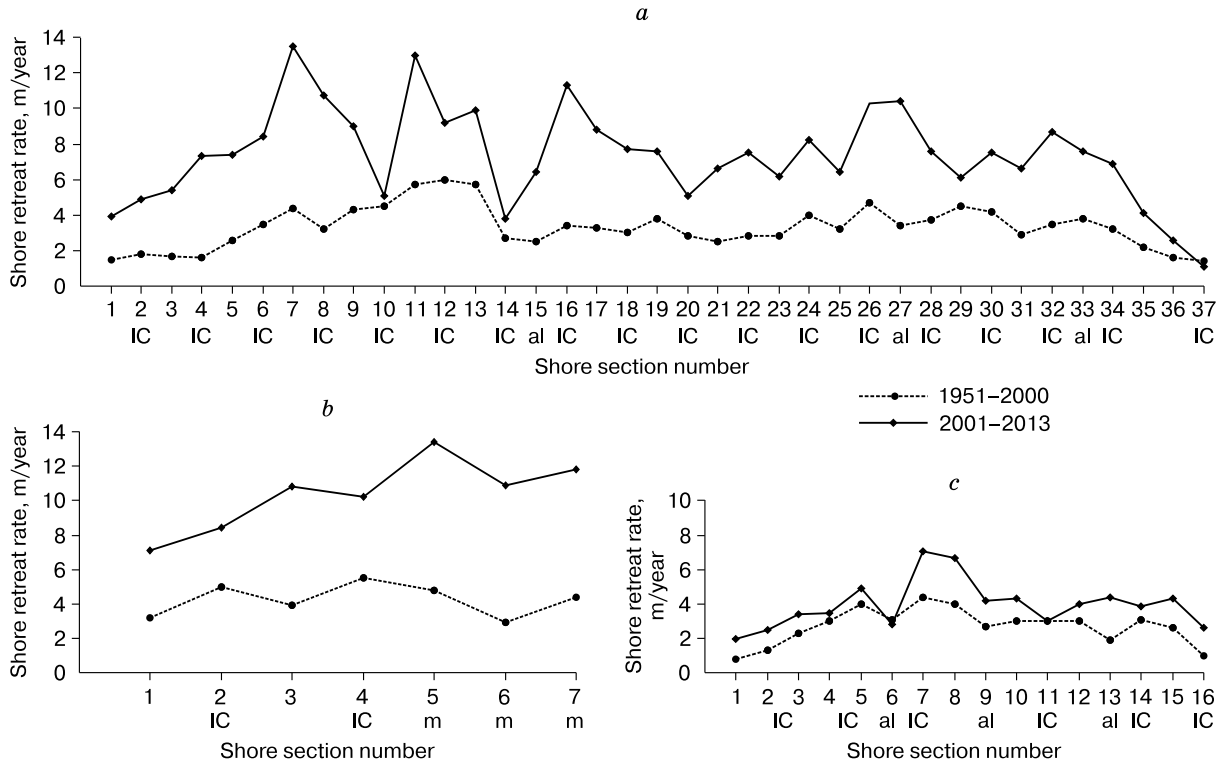 a
Shore retreat rate, m/year
14
12
10
8
6
4
2
0
1 2 3 4 5 6 7 8 9 10 11 12 13 14 15 16 17 18 19 20 21 22 23 24 25 26 27 28 29 30 31 32 33 34 35 36 37
IC IC IC IC IC IC IC al IC IC IC IC IC IC al IC IC IC al IC IC
Shore section number
1951–2000
2001–2013
b
Shore retreat rate, m/year
14
12
10
8
6
4
2
0
1 2 3 4 5 6 7
IC IC m m m
Shore section number
c
Shore retreat rate,
m/year
10
8
6
4
2
0
1 2 3 4 5 6 7 8 9 10 11 12 13 14 15 16
IC IC al IC al IC al IC IC
Shore section number